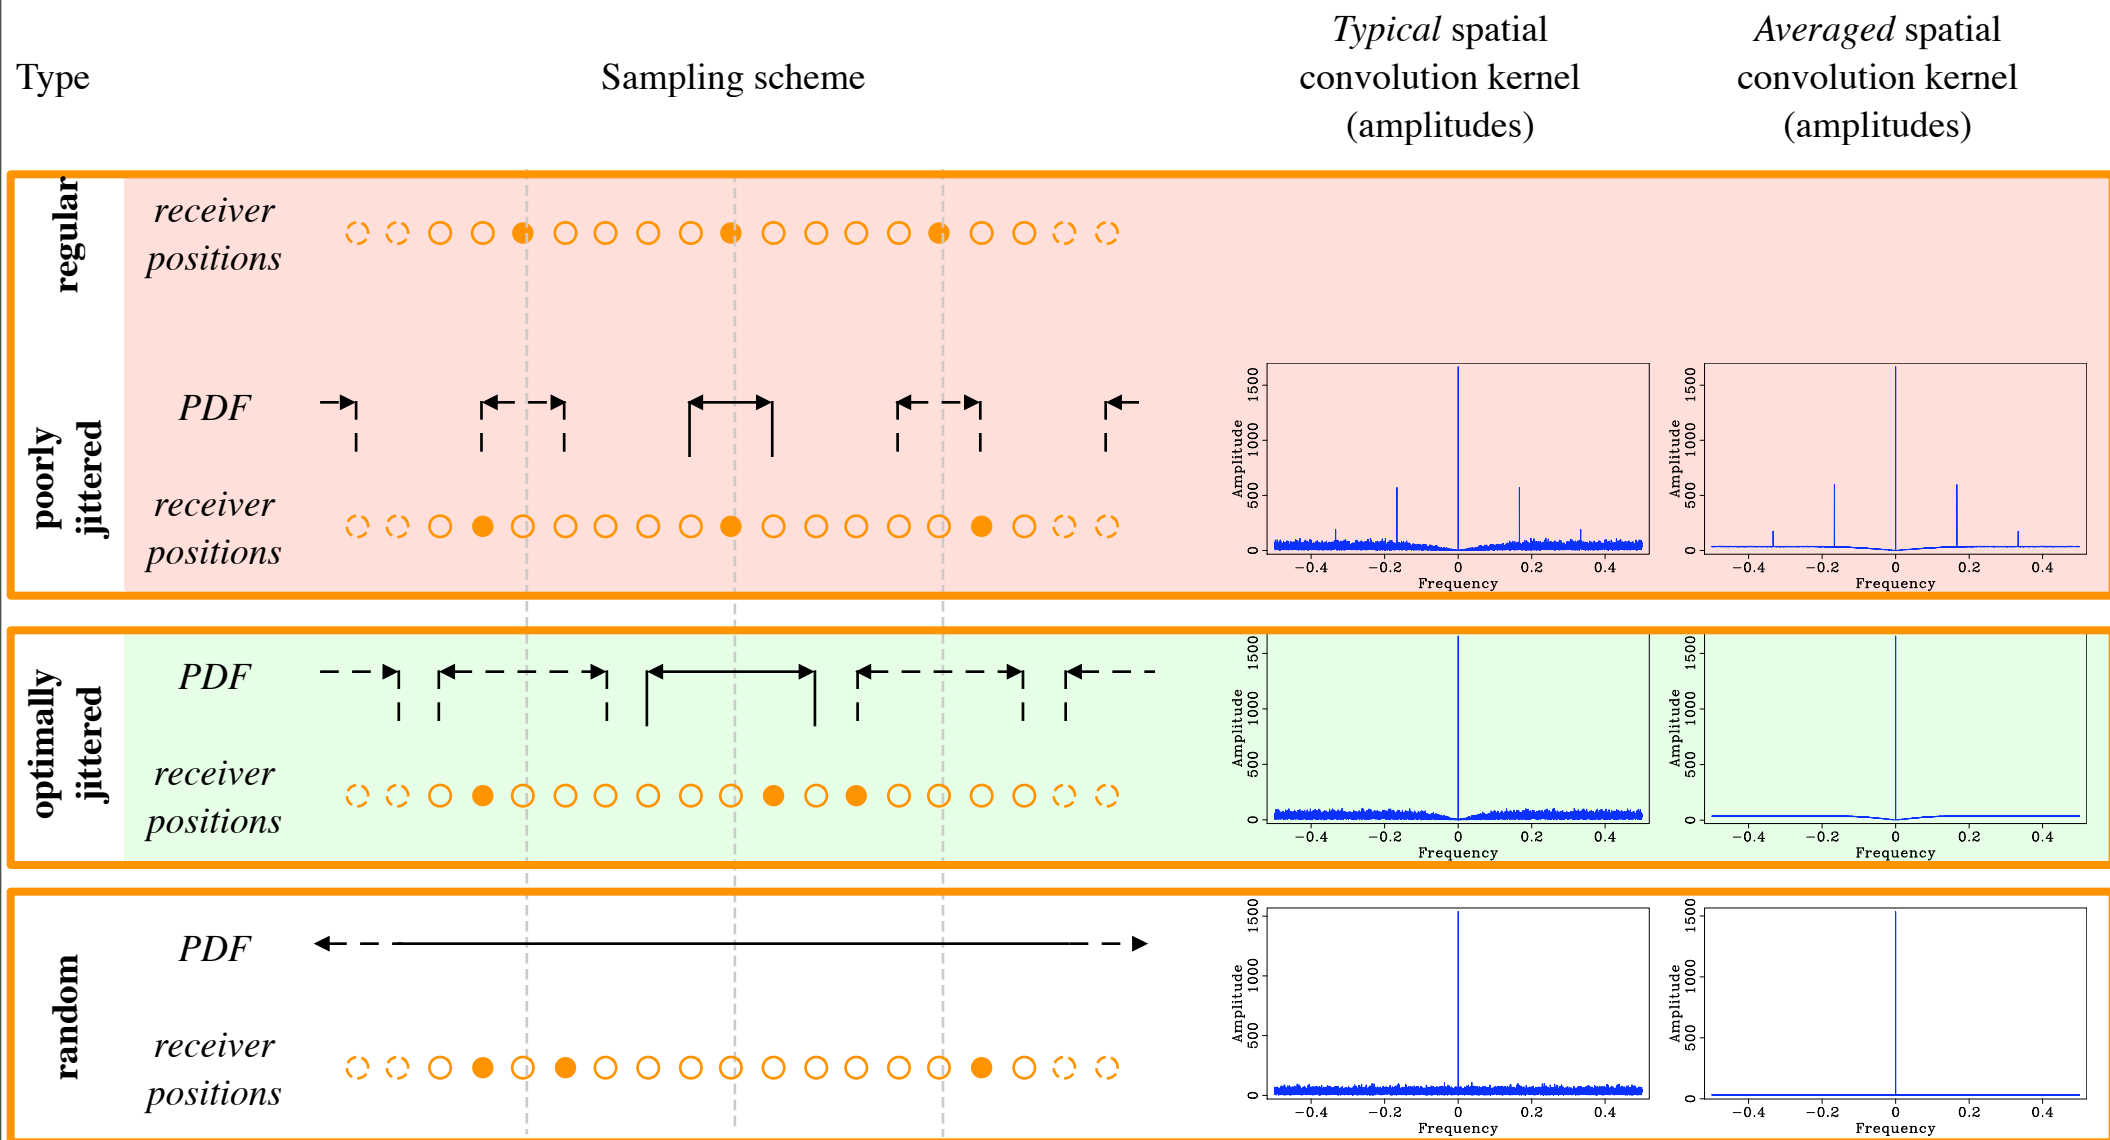 Type
Sampling scheme
Typical spatial
convolution kernel
(amplitudes)
Averaged spatial
convolution kernel
(amplitudes)
regular
receiver
positions
poorly
jittered
PDF
receiver
positions
Amplitude
0 500 1000 1500
−0.4 −0.2 0 0.2 0.4
Frequency
Amplitude
0 500 1000 1500
−0.4 −0.2 0 0.2 0.4
Frequency
optimally
jittered
PDF
receiver
positions
Amplitude
0 500 1000 1500
−0.4 −0.2 0 0.2 0.4
Frequency
Amplitude
0 500 1000 1500
−0.4 −0.2 0 0.2 0.4
Frequency
random
PDF
receiver
positions
Amplitude
0 500 1000 1500
−0.4 −0.2 0 0.2 0.4
Frequency
Amplitude
0 500 1000 1500
−0.4 −0.2 0 0.2 0.4
Frequency